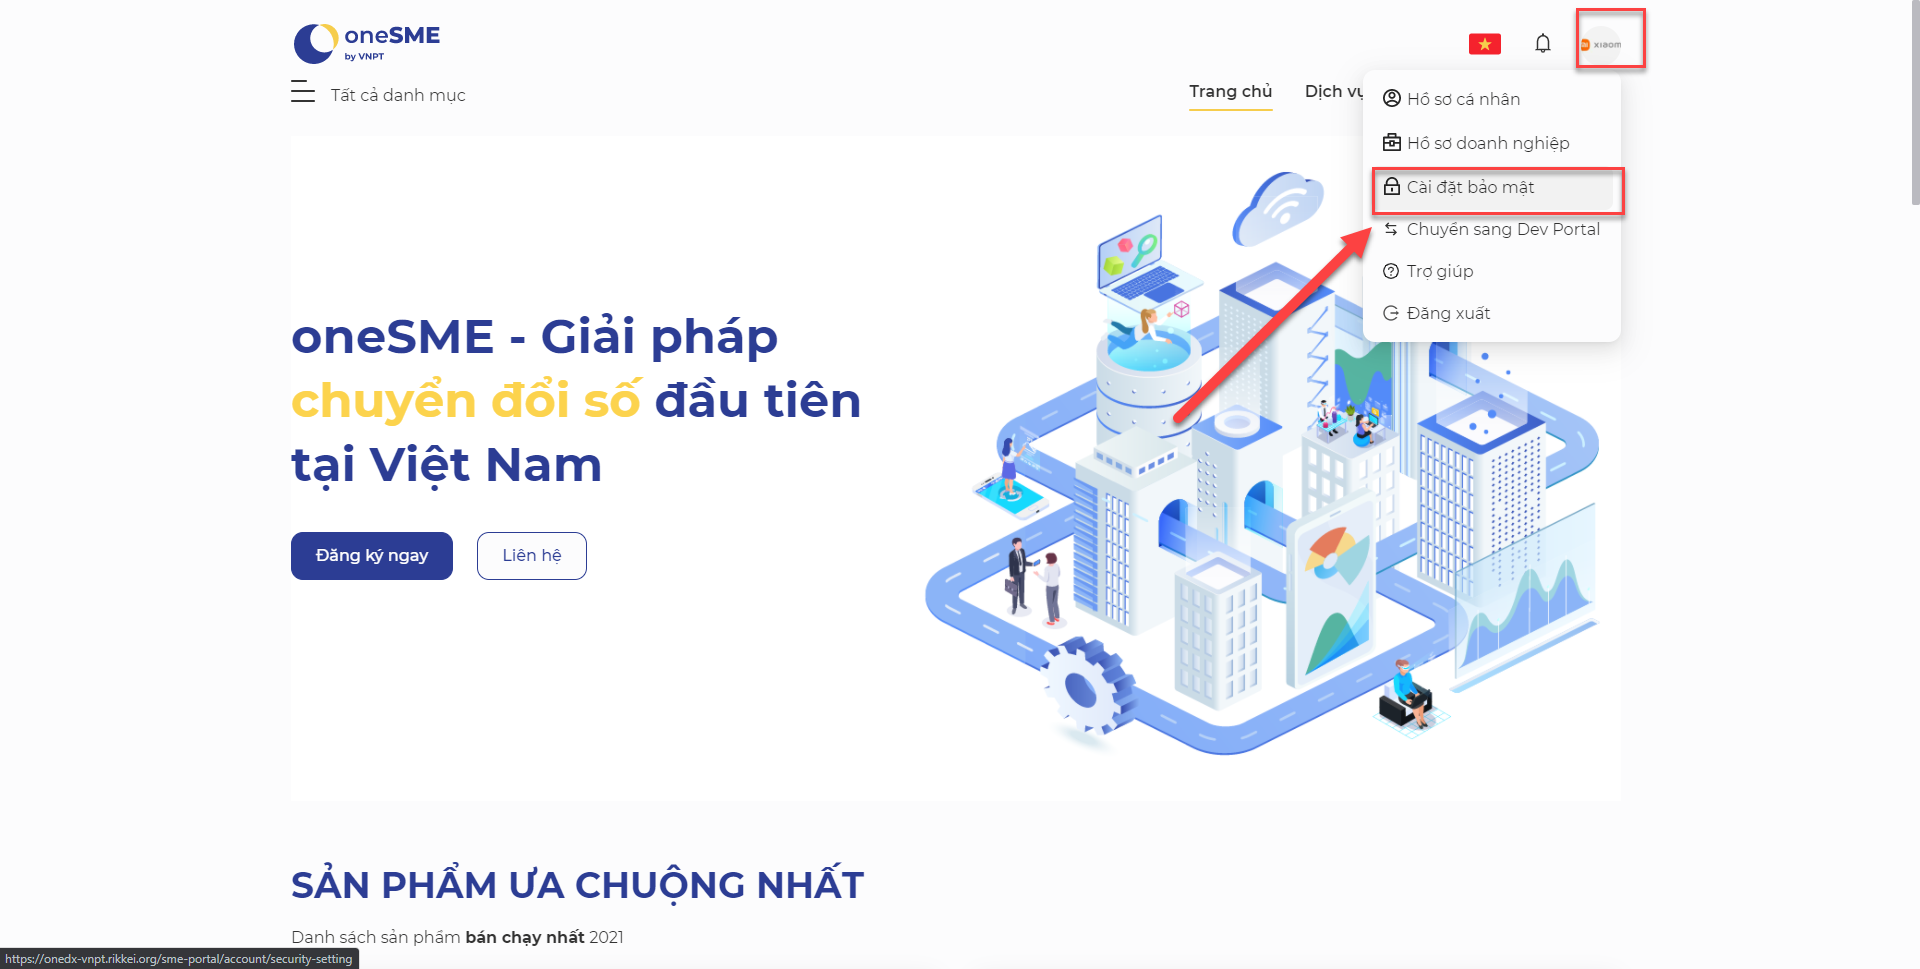 oneSME
by VNPT
xiaom
Tất cả danh mục
Trang chủ
Dịch vụ
Hồ sơ cá nhân
Hồ sơ doanh nghiệp
Cài đặt bảo mật
Chuyển sang Dev Portal
Trợ giúp
Đăng xuất
oneSME - Giải pháp
chuyển đổi số đầu tiên
tại Việt Nam
Đăng ký ngay
Liên hệ
SẢN PHẨM ƯA CHUỘNG NHẤT
Danh sách sản phẩm bán chạy nhất 2021
https://onedx-vnpt.rikkei.org/sme-portal/account/security-setting